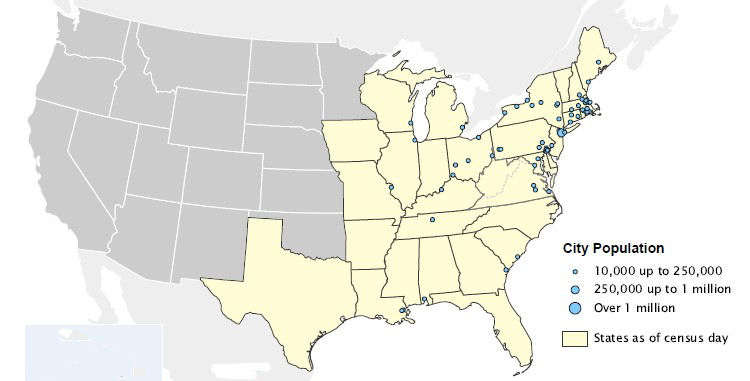 City Population
10,000 up to 250,000
250,000 up to 1 million
Over 1 million
States as of census day